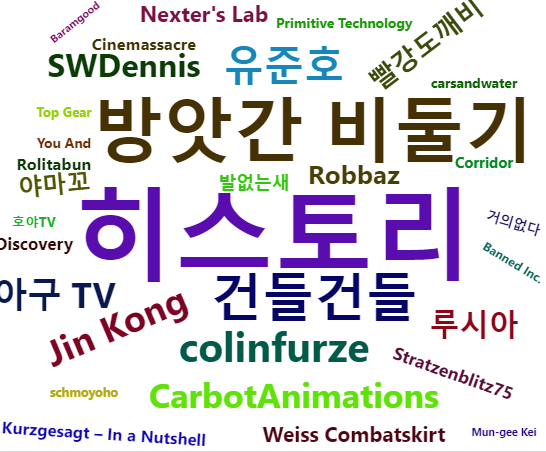 Baramgood
Nexter's Lab
Primitive Technology
빨강도깨비
Cinemassacre
SWDennis
유준호
carsandwater
Top Gear
방앗간 비둘기
You And
Corridor
Rolitabun
야마꼬
발없는새
Robbaz
호야TV
히스토리
거의없다
Discovery
Banned Inc.
아구 TV
건들건들
Jin Kong
루시아
colinfurze
Stratzenblitz75
schmoyoho
CarbotAnimations
Kurzgesagt – In a Nutshell
Weiss Combatskirt
Mun-gee Kei